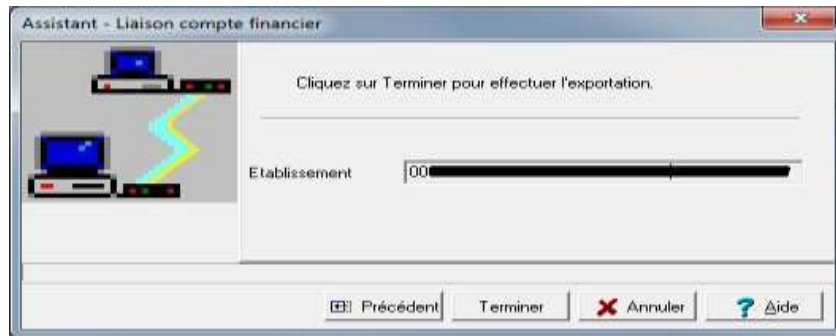 Assistant - Liaison compte financier
Cliquez sur Terminer pour effectuer l'exportation.
Etablissement 00
Précédent Terminer Annuler Aide